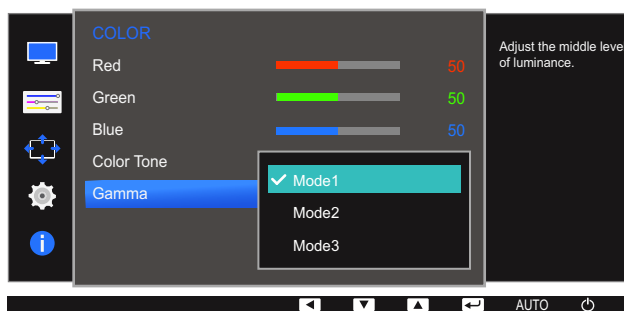 COLOR
Red 50
Green 50
Blue 50
Color Tone
Gamma
Mode1
Mode2
Mode3
Adjust the middle leve
of luminance.
i
AUTO